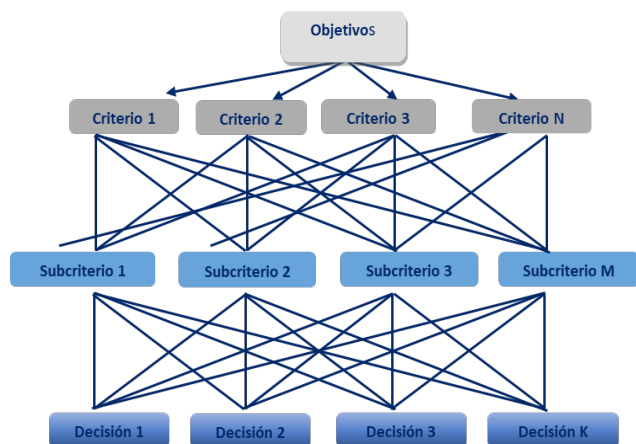 Objetivos
Criterio 1
Criterio 2
Criterio 3
Criterio N
Subcriterio 1
Subcriterio 2
Subcriterio 3
Subcriterio M
Decisión 1
Decisión 2
Decisión 3
Decisión K